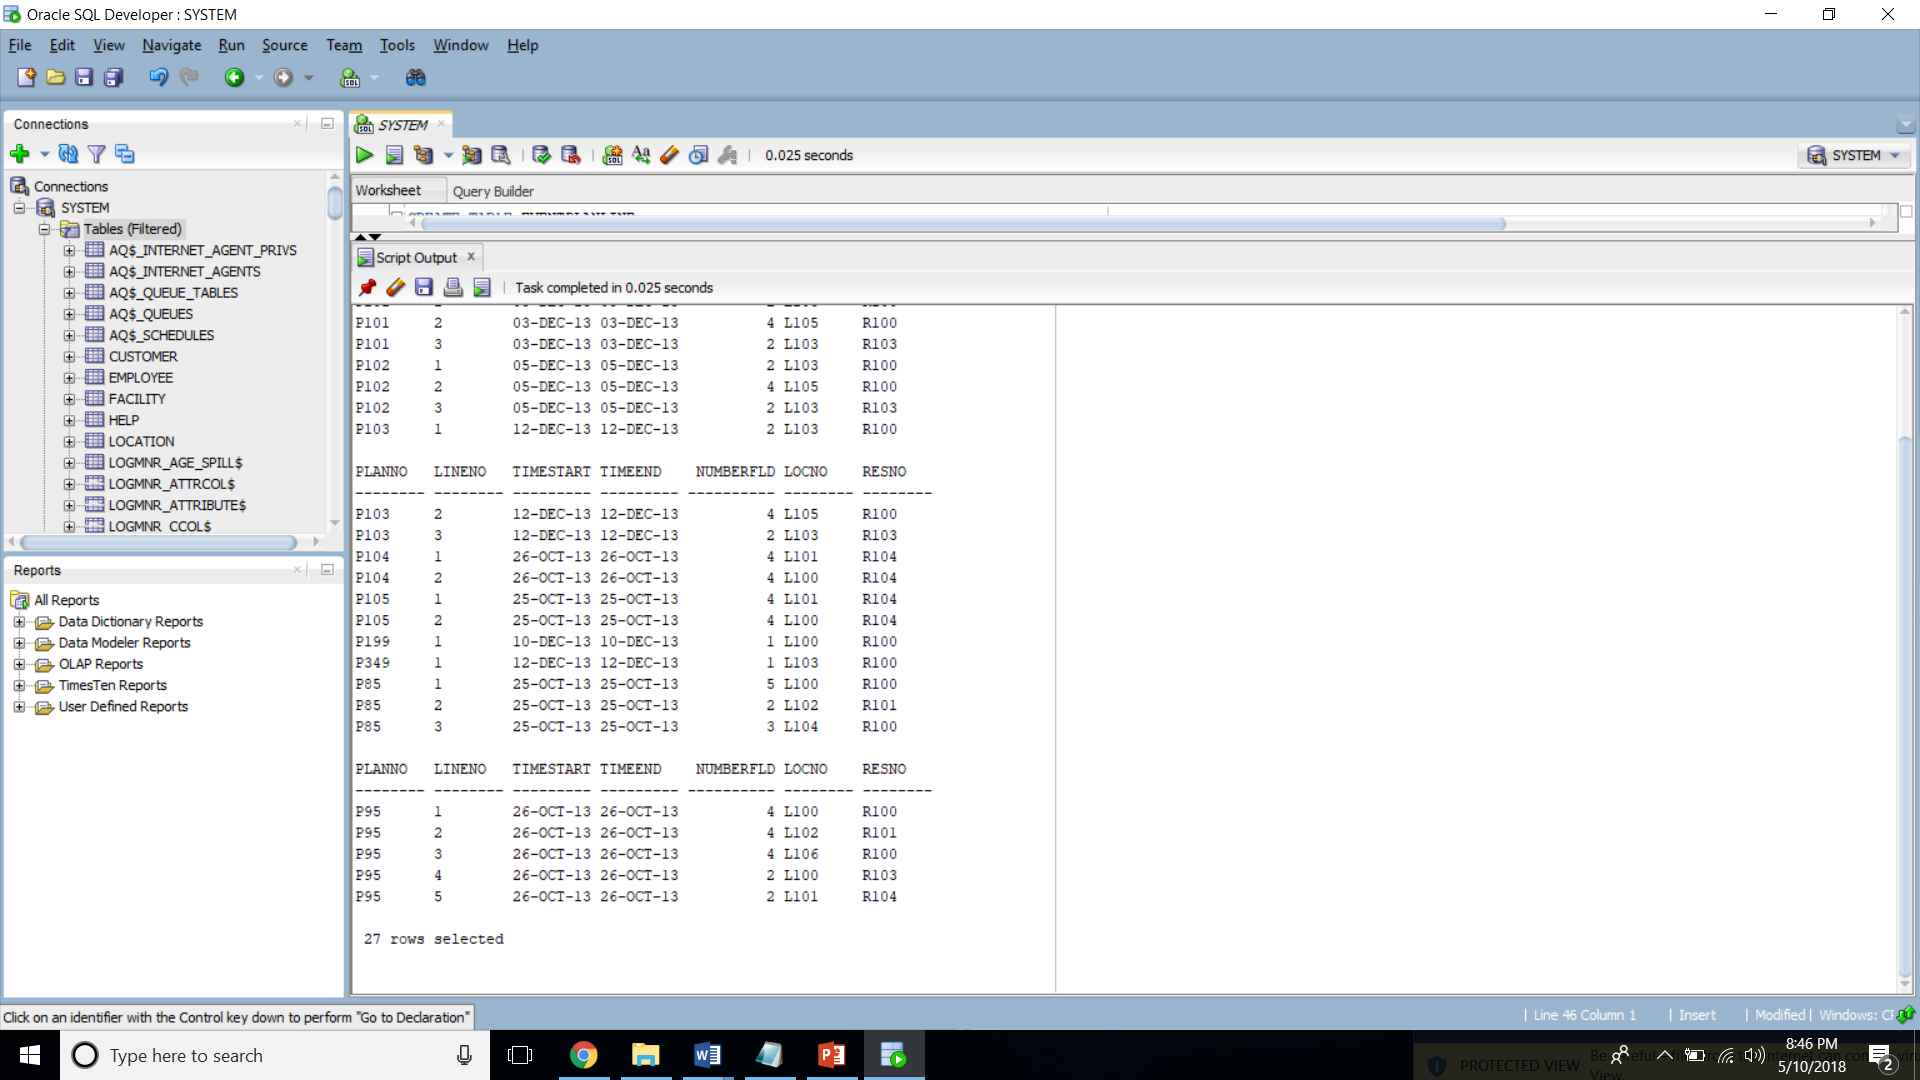 Oracle SQL Developer : SYSTEM
File Edit View Navigate Run Source Team Tools Window Help
Connections
Connections
SYSTEM
Tables (Filtered)
AQ$_INTERNET_AGENT_PRIVS
AQ$_INTERNET_AGENTS
AQ$_QUEUE_TABLES
AQ$_QUEUES
AQ$_SCHEDULES
CUSTOMER
EMPLOYEE
FACILITY
HELP
LOCATION
LOGMNR_AGE_SPILL$
LOGMNR_ATTRCOL$
LOGMNR_ATTRIBUTE$
LOGMNR_CCOL$
Reports
All Reports
Data Dictionary Reports
Data Modeler Reports
OLAP Reports
TimesTen Reports
User Defined Reports
SYSTEM
0.025 seconds
SYSTEM
Worksheet Query Builder
CREATE TABLE EVENTPLANLINE
Script Output
Task completed in 0.025 seconds
P101 2 03-DEC-13 03-DEC-13 4 L105 R100
P101 3 03-DEC-13 03-DEC-13 2 L103 R103
P102 1 05-DEC-13 05-DEC-13 2 L103 R100
P102 2 05-DEC-13 05-DEC-13 4 L105 R100
P102 3 05-DEC-13 05-DEC-13 2 L103 R103
P103 1 12-DEC-13 12-DEC-13 2 L103 R100
PLANNO LINENO TIMESTART TIMEEND NUMBERFLD LOCNO RESNO
-------- -------- --------- --------- ---------- -------- --------
P103 2 12-DEC-13 12-DEC-13 4 L105 R100
P103 3 12-DEC-13 12-DEC-13 2 L103 R103
P104 1 26-OCT-13 26-OCT-13 4 L101 R104
P104 2 26-OCT-13 26-OCT-13 4 L100 R104
P105 1 25-OCT-13 25-OCT-13 4 L101 R104
P105 2 25-OCT-13 25-OCT-13 4 L100 R104
P199 1 10-DEC-13 10-DEC-13 1 L100 R100
P349 1 12-DEC-13 12-DEC-13 1 L103 R100
P85 1 25-OCT-13 25-OCT-13 5 L100 R100
P85 2 25-OCT-13 25-OCT-13 2 L102 R101
P85 3 25-OCT-13 25-OCT-13 3 L104 R100
PLANNO LINENO TIMESTART TIMEEND NUMBERFLD LOCNO RESNO
-------- -------- --------- --------- ---------- -------- --------
P95 1 26-OCT-13 26-OCT-13 4 L100 R100
P95 2 26-OCT-13 26-OCT-13 4 L102 R101
P95 3 26-OCT-13 26-OCT-13 4 L106 R100
P95 4 26-OCT-13 26-OCT-13 2 L100 R103
P95 5 26-OCT-13 26-OCT-13 2 L101 R104
27 rows selected
Click on an identifier with the Control key down to perform "Go to Declaration"
Line 46 Column 1 Insert Modified Windows:
Type here to search
PROTECTED VIEW
View.
8:46 PM
5/10/2018
2